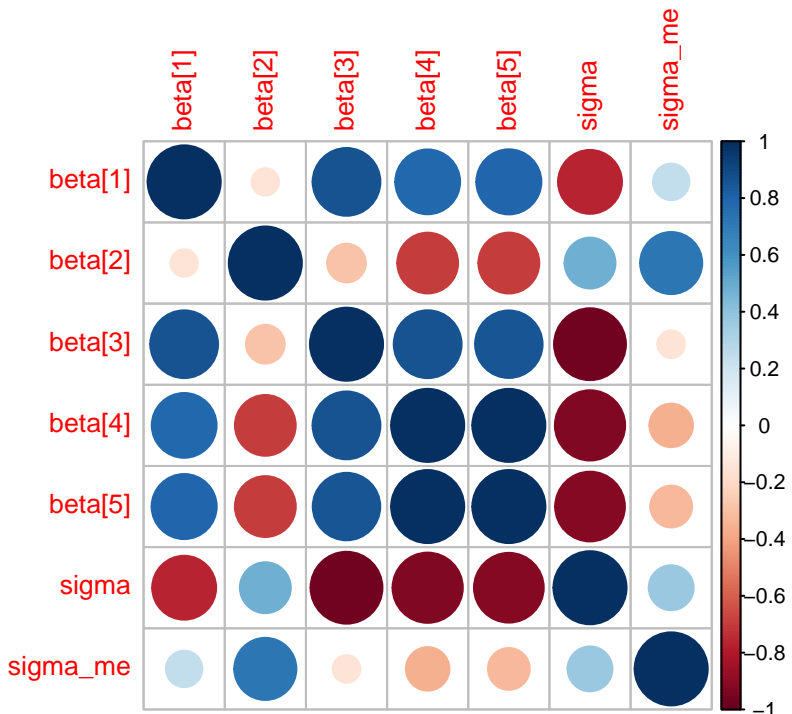 beta[1]
beta[2]
beta[3]
beta[4]
beta[5]
sigma
sigma_me
beta[1]
beta[2]
beta[3]
beta[4]
beta[5]
sigma
sigma_me
1
0.8
0.6
0.4
0.2
0
−0.2
−0.4
−0.6
−0.8
−1